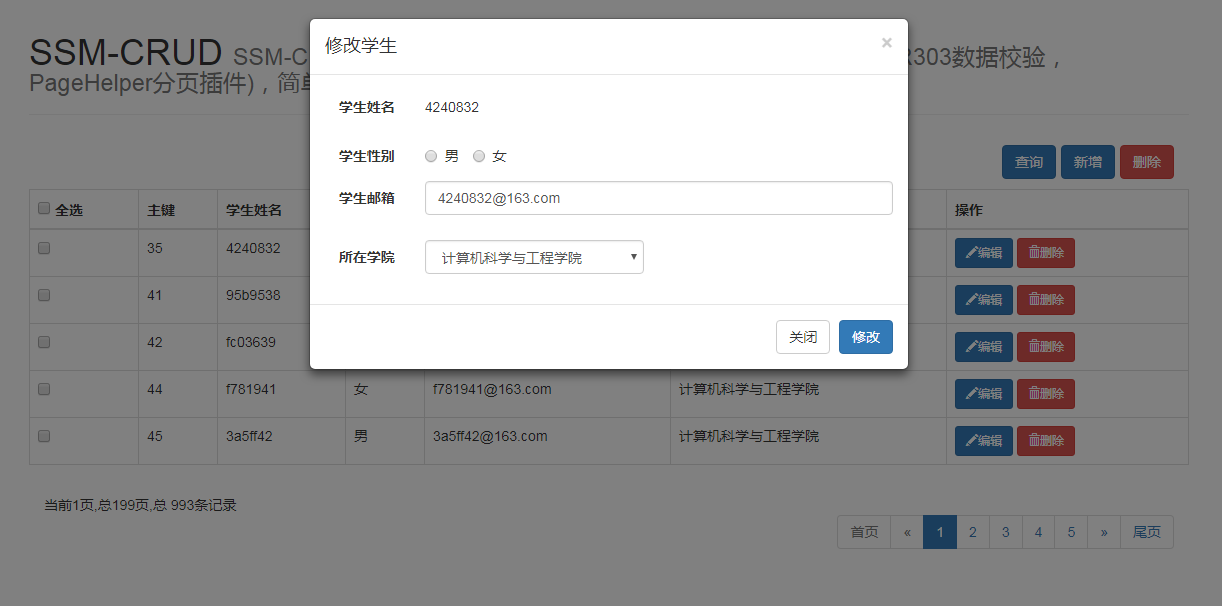 SSM-CRUD SSM-C
R303数据校验，
PageHelper分页插件)，简单
修改学生 ×
学生姓名 4240832
学生性别 男 女
学生邮箱 4240832@163.com
所在学院 计算机科学与工程学院
关闭 修改
查询 新增 删除
全选 主键 学生姓名 操作
35 4240832 编辑 删除
41 95b9538 编辑 删除
42 fc03639 编辑 删除
44 f781941 女 f781941@163.com 计算机科学与工程学院 编辑 删除
45 3a5ff42 男 3a5ff42@163.com 计算机科学与工程学院 编辑 删除
当前1页,总199页,总 993条记录
首页 « 1 2 3 4 5 » 尾页